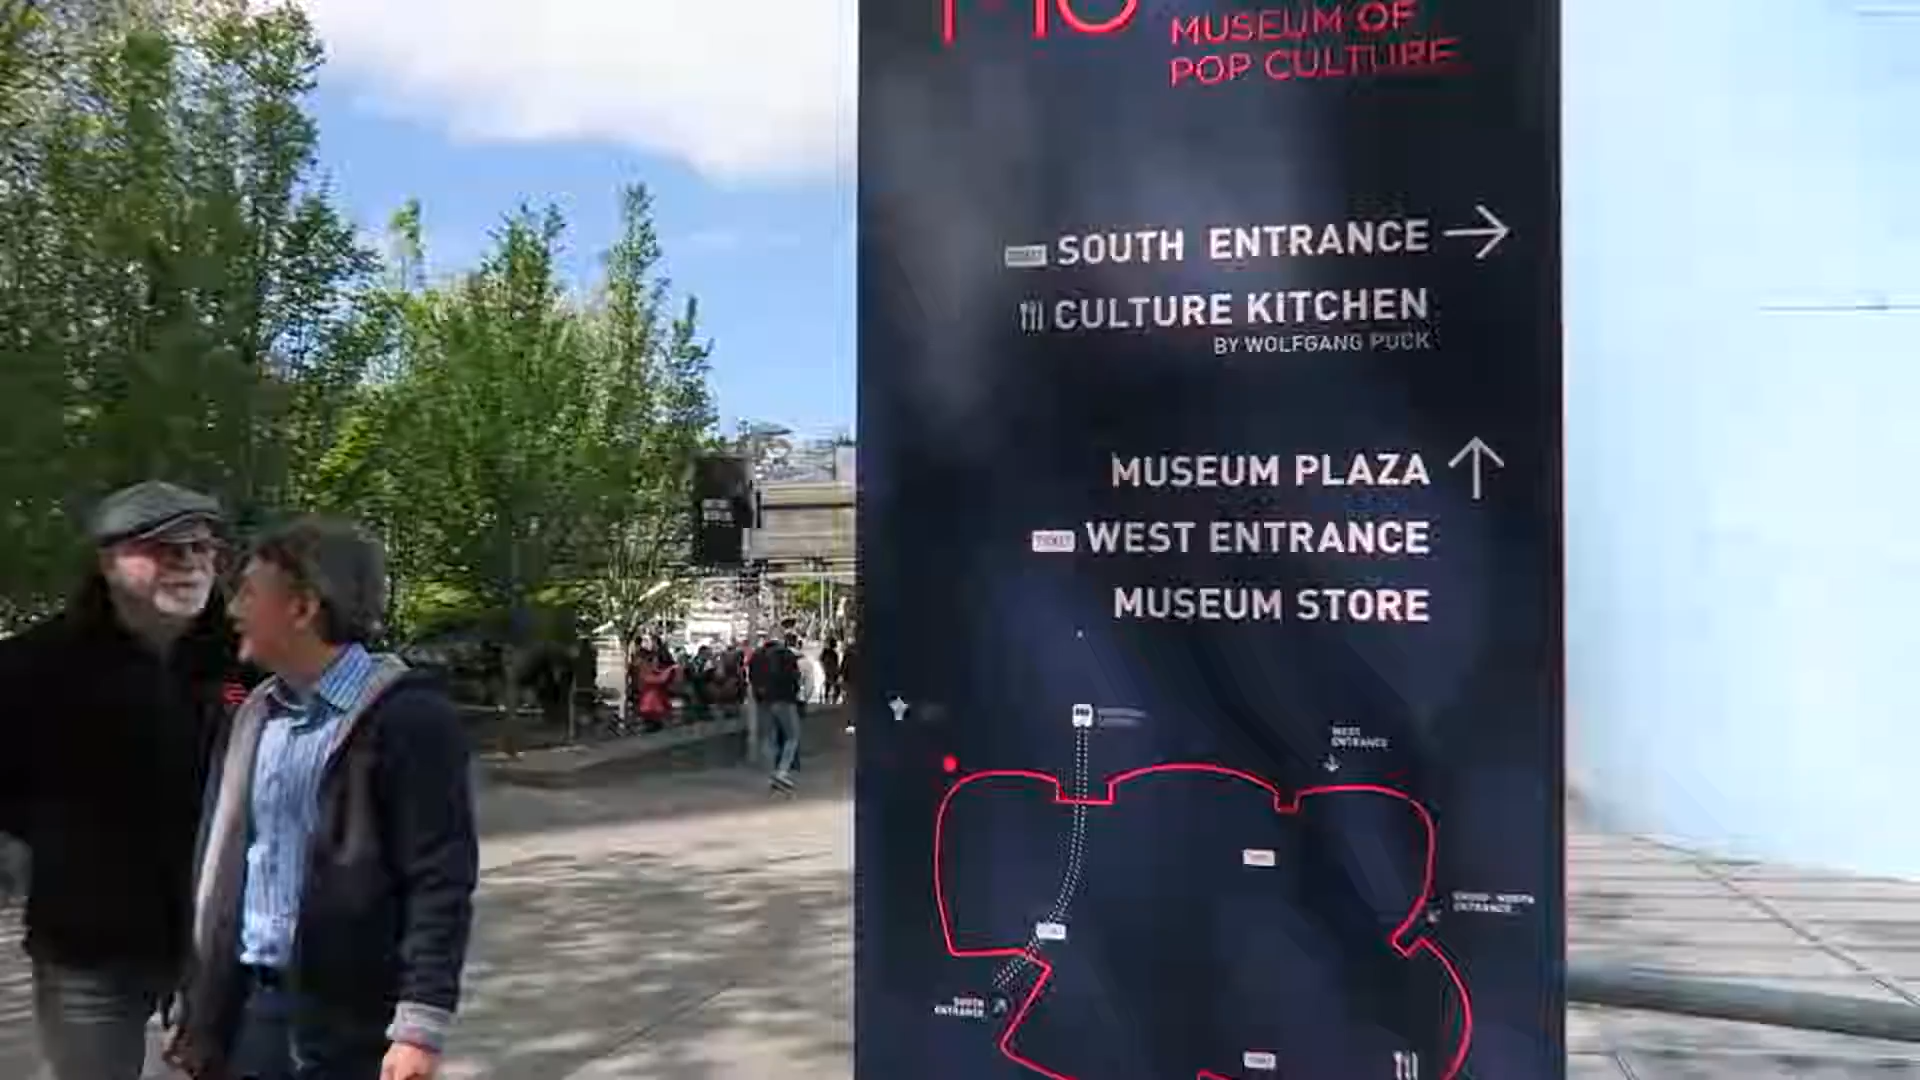 MUSEUM OF
POP CULTURE
SOUTH ENTRANCE
CULTURE KITCHEN
BY WOLFGANG PUCK
MUSEUM PLAZA
TICKET WEST ENTRANCE
MUSEUM STORE
WEST
ENTRANCE
SOUTH
ENTRANCE